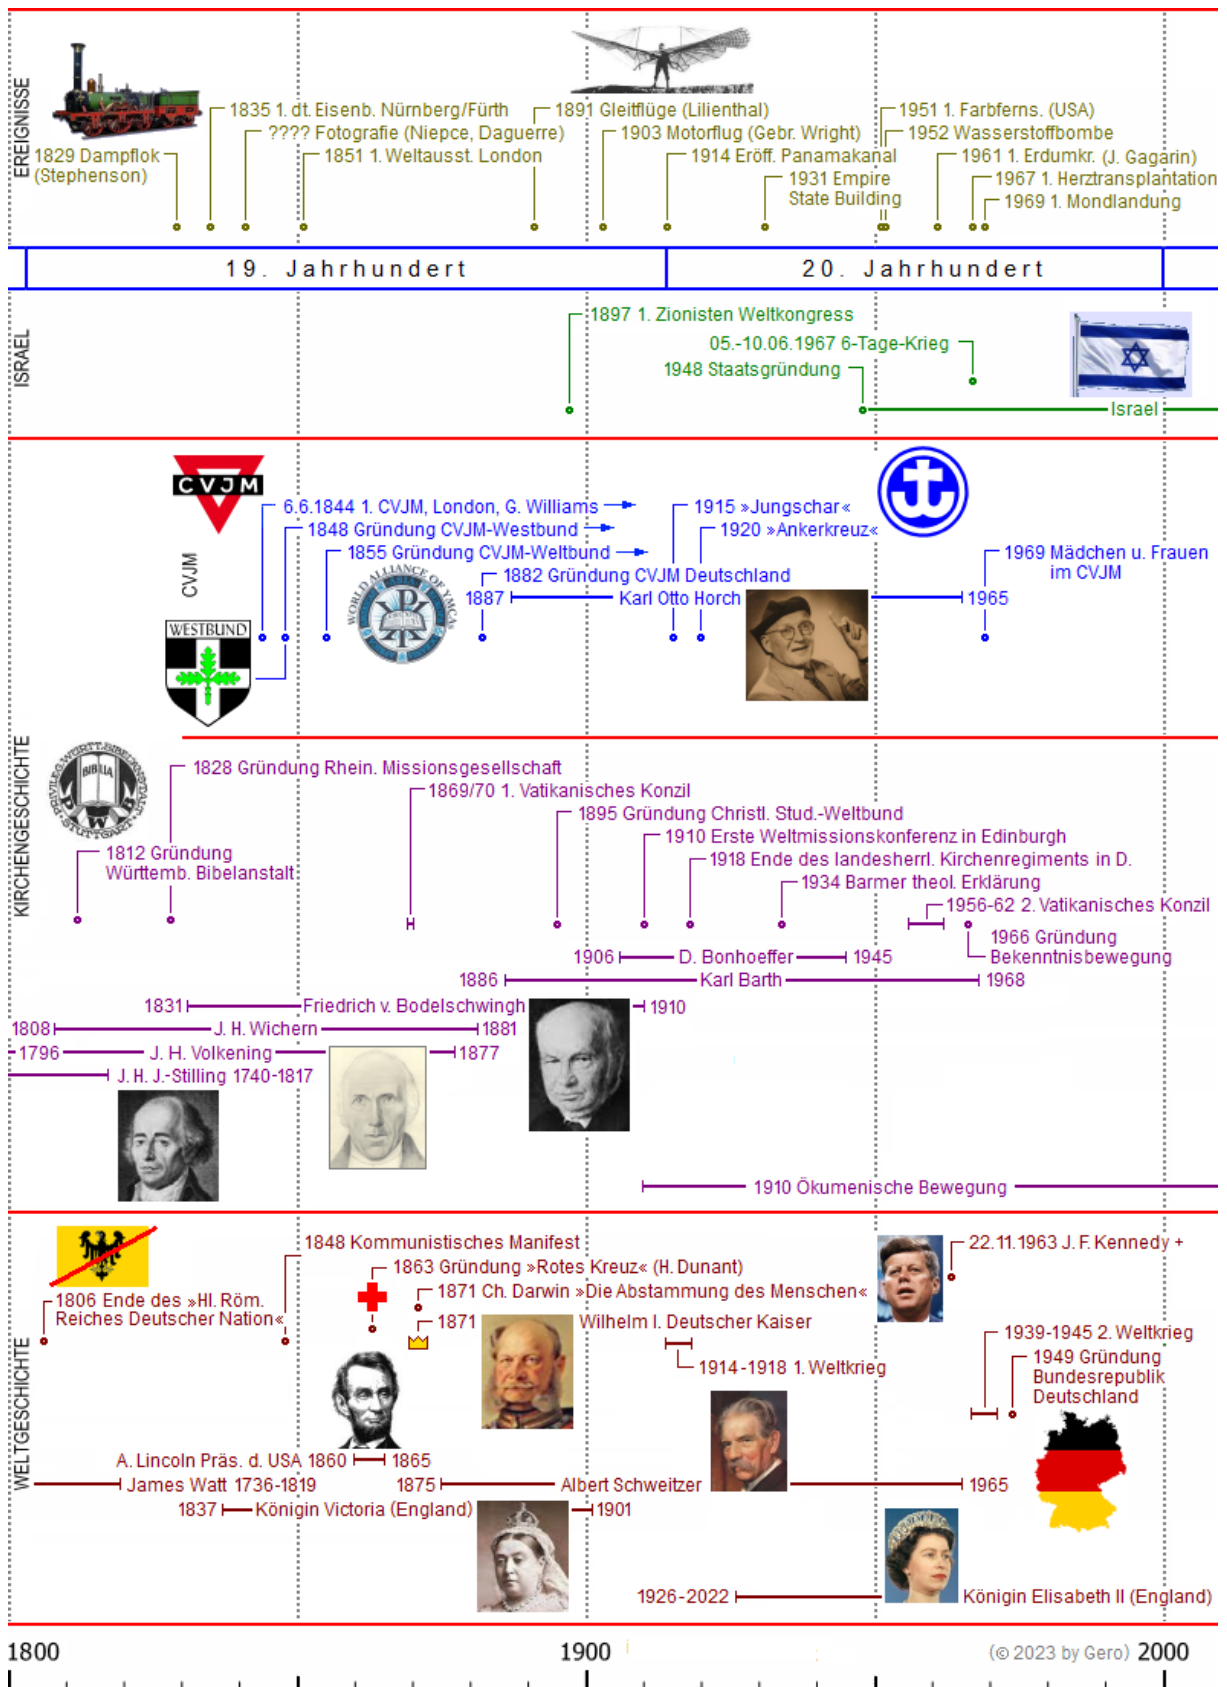 EREIGNISSE
1835 1. dt. Eisenb. Nürnberg/Fürth
???? Fotografie (Niepce, Daguerre)
1829 Dampflok
(Stephenson)
1851 1. Weltausst. London
1891 Gleitflüge (Lilienthal)
1903 Motorflug (Gebr. Wright)
1914 Eröff. Panamakanal
1931 Empire
State Building
1951 1. Farbferns. (USA)
1952 Wasserstoffbombe
1961 1. Erdumkr. (J. Gagarin)
1967 1. Herztransplantation
1969 1. Mondlandung
19. Jahrhundert
20. Jahrhundert
ISRAEL
1897 1. Zionisten Weltkongress
05.-10.06.1967 6-Tage-Krieg
1948 Staatsgründung
Israel
CVJM
CVJM
6.6.1844 1. CVJM, London, G. Williams
1848 Gründung CVJM-Westbund
1855 Gründung CVJM-Weltbund
1882 Gründung CVJM Deutschland
1887 Karl Otto Horch 1965
1915 »Jungschar«
1920 »Ankerkreuz«
1969 Mädchen u. Frauen
im CVJM
WORLD ALLIANCE OF YMCAs
WESTBUND
KIRCHENGESCHICHTE
PRIVILEG. WÜRTT. BIBELANSTALT
STUTTGART
BIBLIA
P W B
1828 Gründung Rhein. Missionsgesellschaft
1869/70 1. Vatikanisches Konzil
1895 Gründung Christl. Stud.-Weltbund
1910 Erste Weltmissionskonferenz in Edinburgh
1812 Gründung
Württemb. Bibelanstalt
1918 Ende des landesherrl. Kirchenregiments in D.
1934 Barmer theol. Erklärung
1956-62 2. Vatikanisches Konzil
1966 Gründung
Bekenntnisbewegung
1906 D. Bonhoeffer 1945
1886 Karl Barth 1968
1831 Friedrich v. Bodelschwingh 1910
1808 J. H. Wichern 1881
1796 J. H. Volkening 1877
J. H. J.-Stilling 1740-1817
1910 Ökumenische Bewegung
WELTGESCHICHTE
1848 Kommunistisches Manifest
22.11.1963 J. F. Kennedy +
1863 Gründung »Rotes Kreuz« (H. Dunant)
1871 Ch. Darwin »Die Abstammung des Menschen«
1806 Ende des »Hl. Röm.
Reiches Deutscher Nation«
1871 Wilhelm I. Deutscher Kaiser
1914-1918 1. Weltkrieg
1939-1945 2. Weltkrieg
1949 Gründung
Bundesrepublik
Deutschland
A. Lincoln Präs. d. USA 1860 1865
James Watt 1736-1819
1875 Albert Schweitzer 1965
1837 Königin Victoria (England) 1901
1926-2022 Königin Elisabeth II (England)
1800 1900 (© 2023 by Gero) 2000